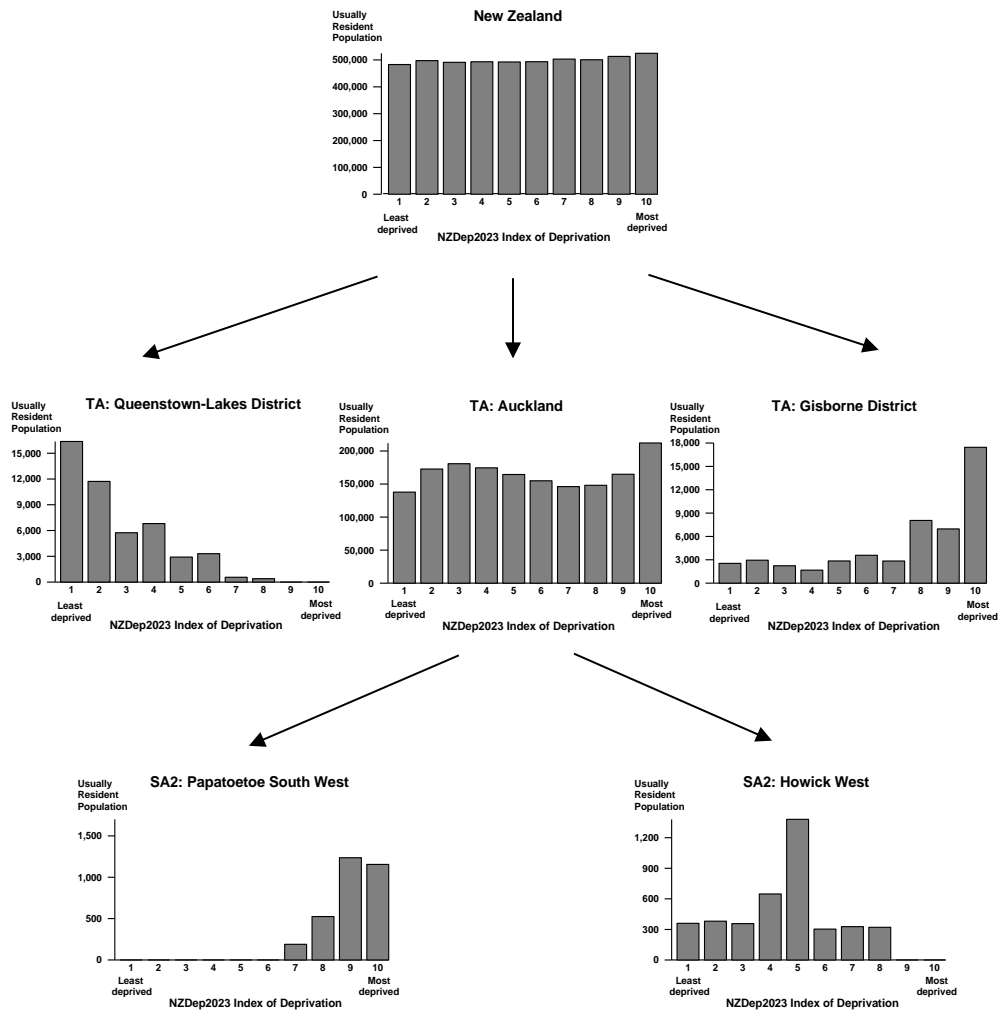 New Zealand
Usually
Resident
Population
500,000
400,000
300,000
200,000
100,000
0
1 2 3 4 5 6 7 8 9 10
Least
deprived
Most
deprived
NZDep2023 Index of Deprivation
TA: Queenstown-Lakes District
Usually
Resident
Population
15,000
12,000
9,000
6,000
3,000
0
1 2 3 4 5 6 7 8 9 10
Least
deprived
Most
deprived
NZDep2023 Index of Deprivation
TA: Auckland
Usually
Resident
Population
200,000
150,000
100,000
50,000
0
1 2 3 4 5 6 7 8 9 10
Least
deprived
Most
deprived
NZDep2023 Index of Deprivation
TA: Gisborne District
Usually
Resident
Population
18,000
15,000
12,000
9,000
6,000
3,000
0
1 2 3 4 5 6 7 8 9 10
Least
deprived
Most
deprived
NZDep2023 Index of Deprivation
SA2: Papatoetoe South West
Usually
Resident
Population
1,500
1,000
500
0
1 2 3 4 5 6 7 8 9 10
Least
deprived
Most
deprived
NZDep2023 Index of Deprivation
SA2: Howick West
Usually
Resident
Population
1,200
900
600
300
0
1 2 3 4 5 6 7 8 9 10
Least
deprived
Most
deprived
NZDep2023 Index of Deprivation